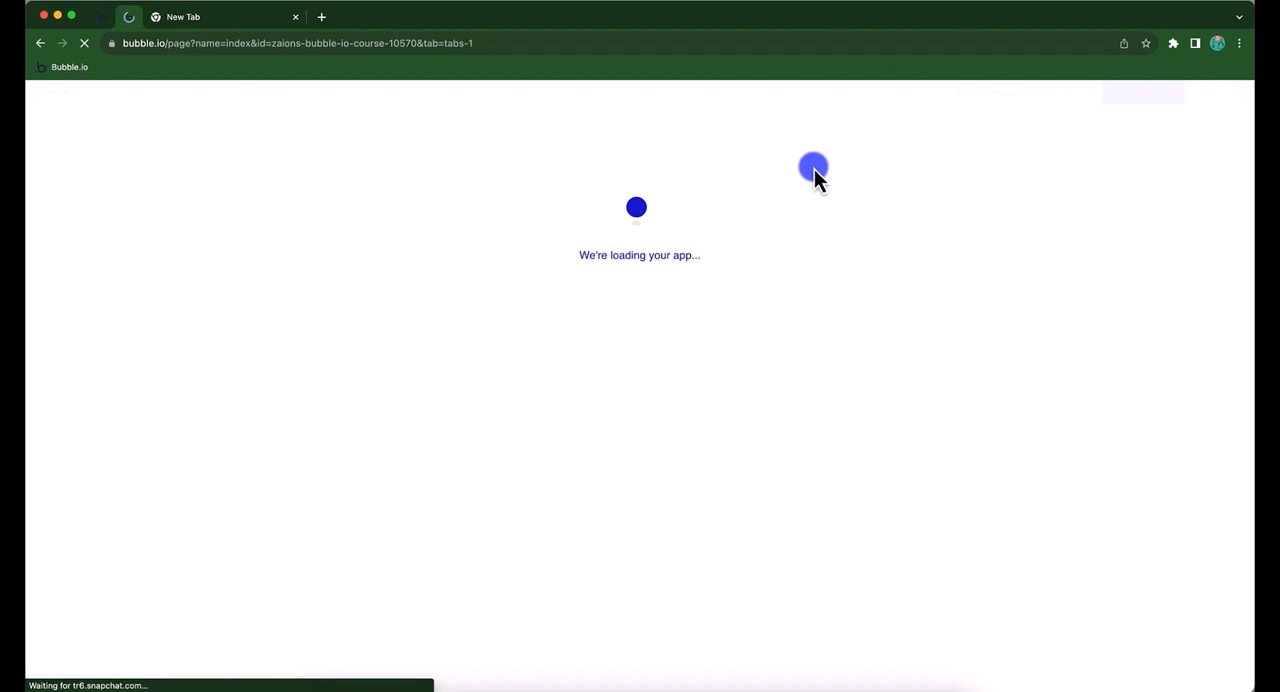 New Tab
bubble.io/page?name=index&id=zaions-bubble-io-course-10570&tab=tabs-1
Bubble.io
We're loading your app...
Waiting for tr6.snapchat.com...